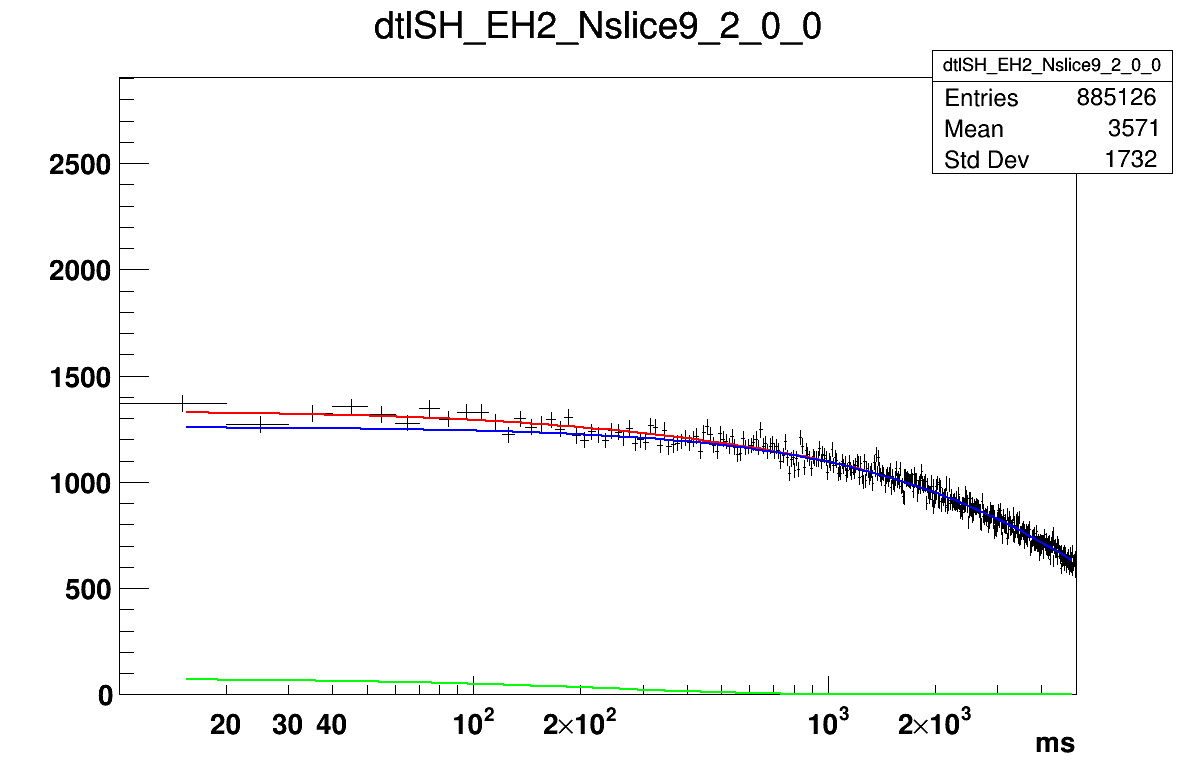 dtlSH_EH2_Nslice9_2_0_0
dtlSH_EH2_Nslice9_2_0_0
Entries 885126
Mean 3571
Std Dev 1732
2500
2000
1500
1000
500
0
20 30 40 10² 2×10² 10³ 2×10³
ms